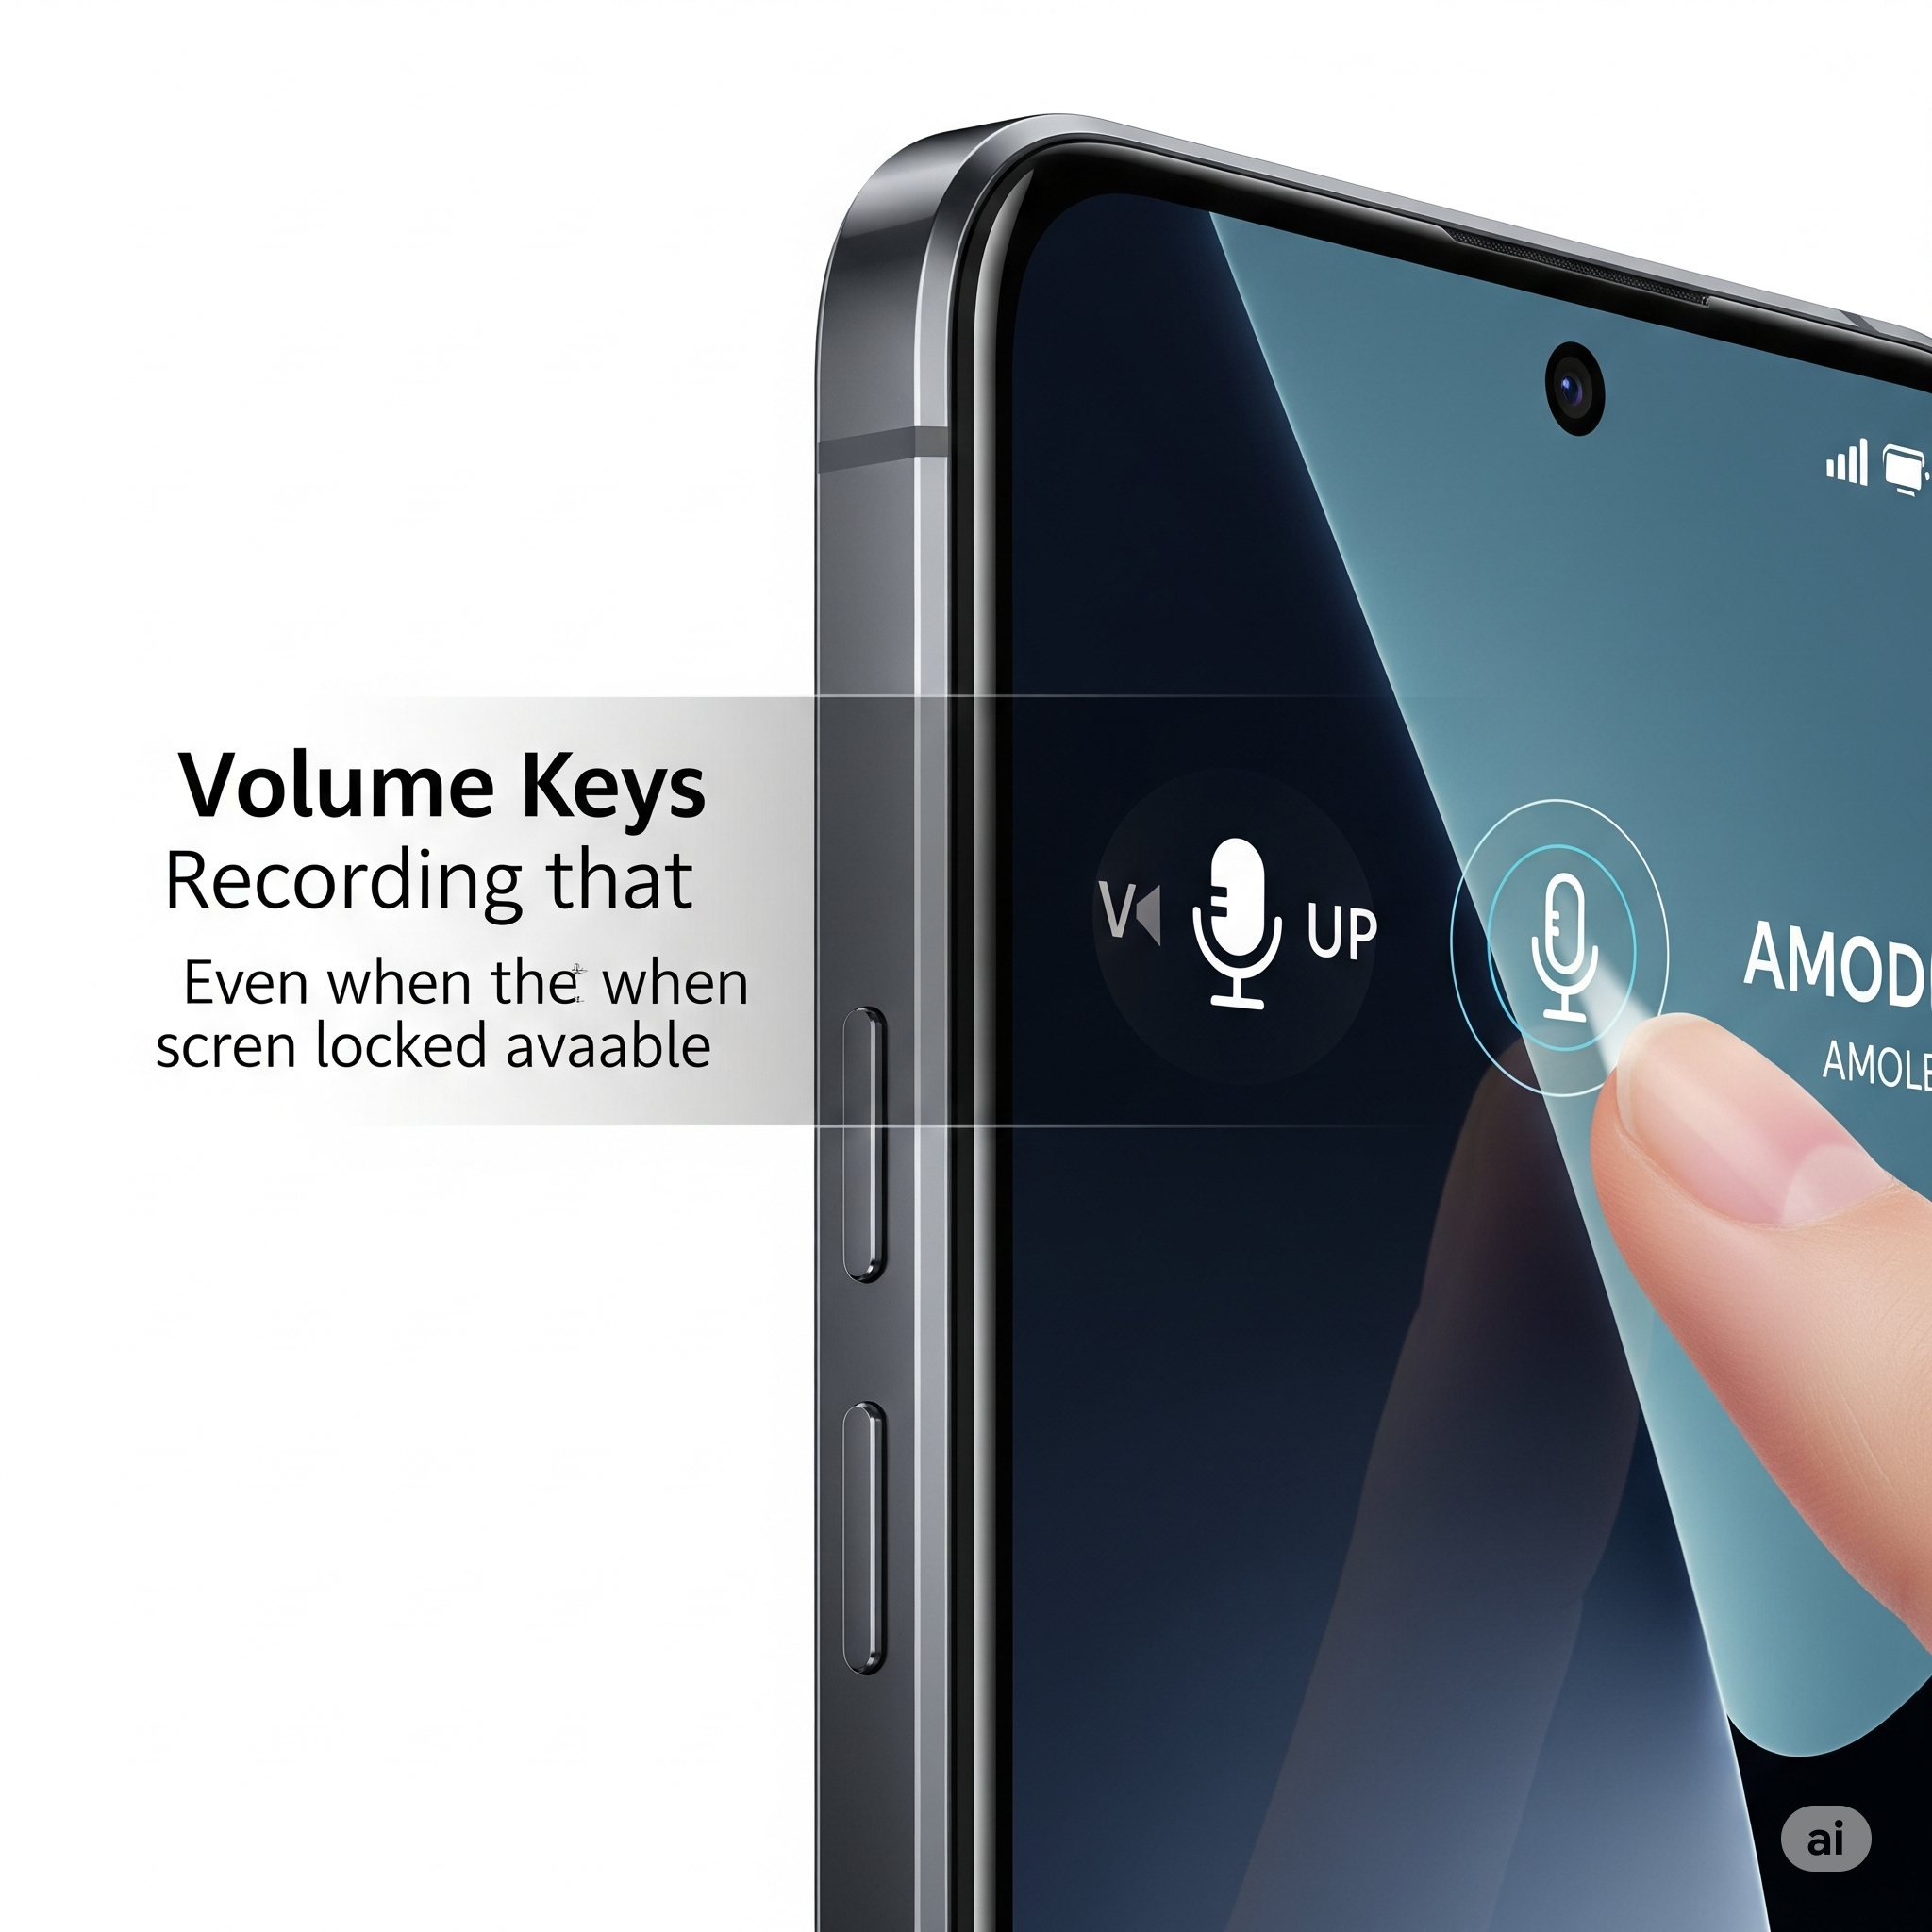 Volume Keys
Recording that
Even when the when
scren locked avaable
V UP
AMOD
AMOLE
ai